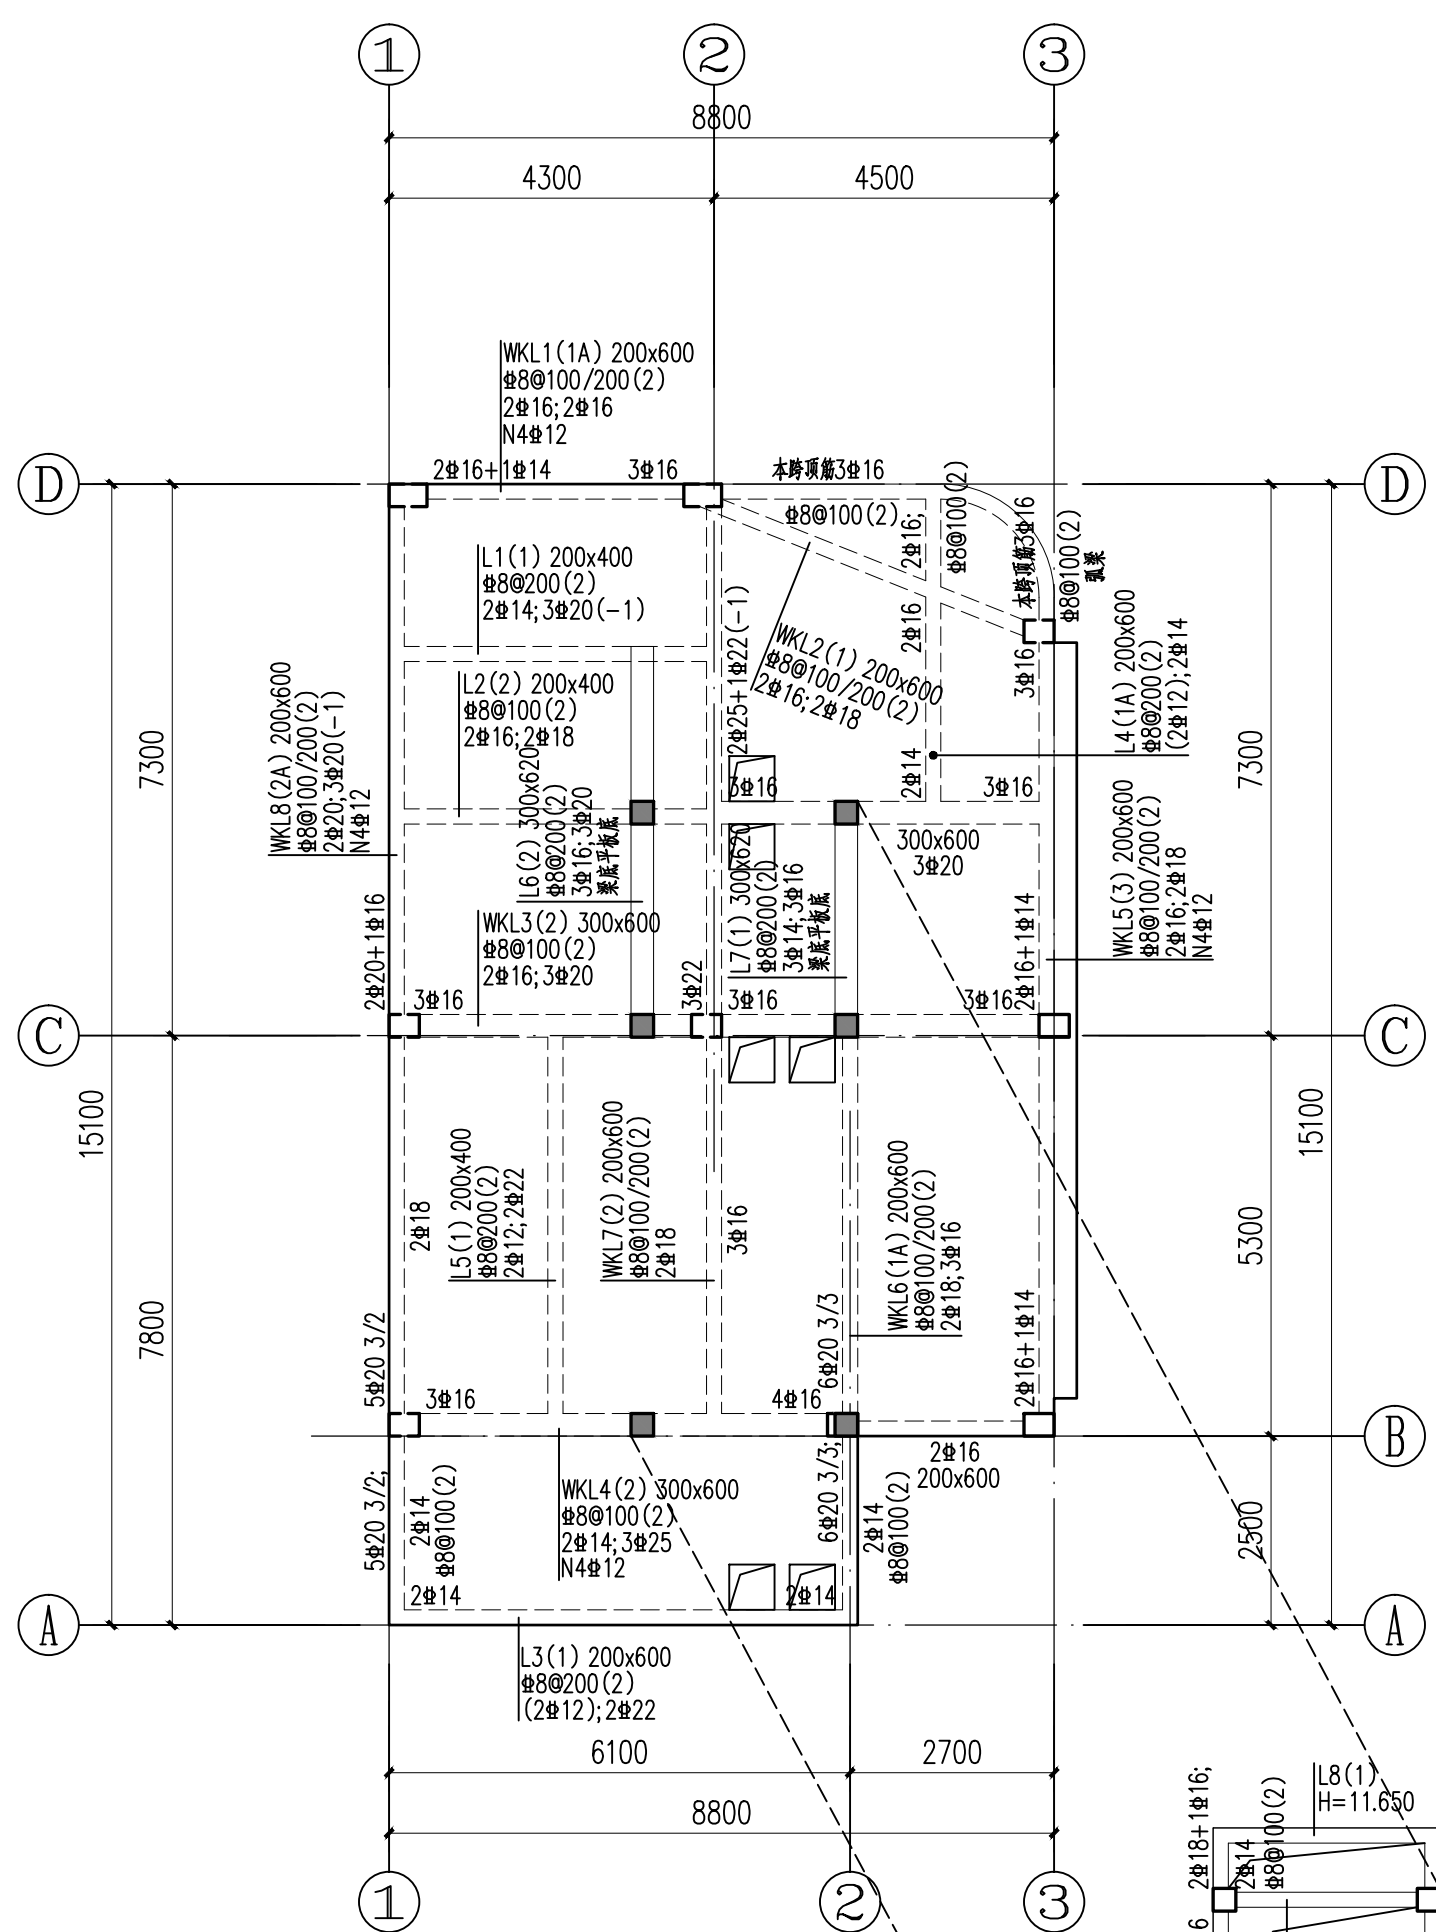 1
2
3
8800
4300
4500
WKL1(1A) 200x600
Φ8@100/200(2)
2Φ16;2Φ16
N4Φ12
2Φ16+1Φ14
3Φ16
本跨顶筋3Φ16
D
D
Φ8@100(2)
2Φ16;
Φ8@100(2)
本跨顶筋3Φ16
Φ8@100(2)
弧梁
L1(1) 200x400
Φ8@200(2)
2Φ14;3Φ20(-1)
2Φ25+1Φ22(-1)
WKL2(1) 200x600
Φ8@100/200(2)
2Φ16;2Φ18
2Φ16
3Φ16
L4(1A) 200x600
Φ8@200(2)
(2Φ12);2Φ14
L2(2) 200x400
Φ8@100(2)
2Φ16;2Φ18
WKL8(2A) 200x600
Φ8@100/200(2)
2Φ20;3Φ20(-1)
N4Φ12
7300
7300
L6(2) 300x620
Φ8@200(2)
3Φ16;3Φ20
梁底平板底
3Φ16
2Φ14
3Φ16
300x600
3Φ20
L7(1) 300x620
Φ8@200(2)
3Φ14;3Φ16
梁底平板底
WKL5(3) 200x600
Φ8@100/200(2)
2Φ16;2Φ18
N4Φ12
WKL3(2) 300x600
Φ8@100(2)
2Φ16;3Φ20
2Φ20+1Φ16
3Φ16
3Φ22
3Φ16
3Φ16
2Φ16+1Φ14
C
C
15100
15100
7800
5300
2Φ18
L5(1) 200x400
Φ8@200(2)
2Φ12;2Φ22
WKL7(2) 200x600
Φ8@100/200(2)
2Φ18
3Φ16
WKL6(1A) 200x600
Φ8@100/200(2)
2Φ18;3Φ16
5Φ20 3/2
3Φ16
4Φ16
6Φ20 3/3
2Φ16+1Φ14
B
2Φ16
200x600
5Φ20 3/2;
2Φ14
Φ8@100(2)
WKL4(2) 300x600
Φ8@100(2)
2Φ14;3Φ25
N4Φ12
6Φ20 3/3;
2Φ14
Φ8@100(2)
2500
2Φ14
2Φ14
A
A
L3(1) 200x600
Φ8@200(2)
(2Φ12);2Φ22
6100
2700
8800
1
2
3
L8(1)
H=11.650
2Φ18+1Φ16;
2Φ14
Φ8@100(2)
6